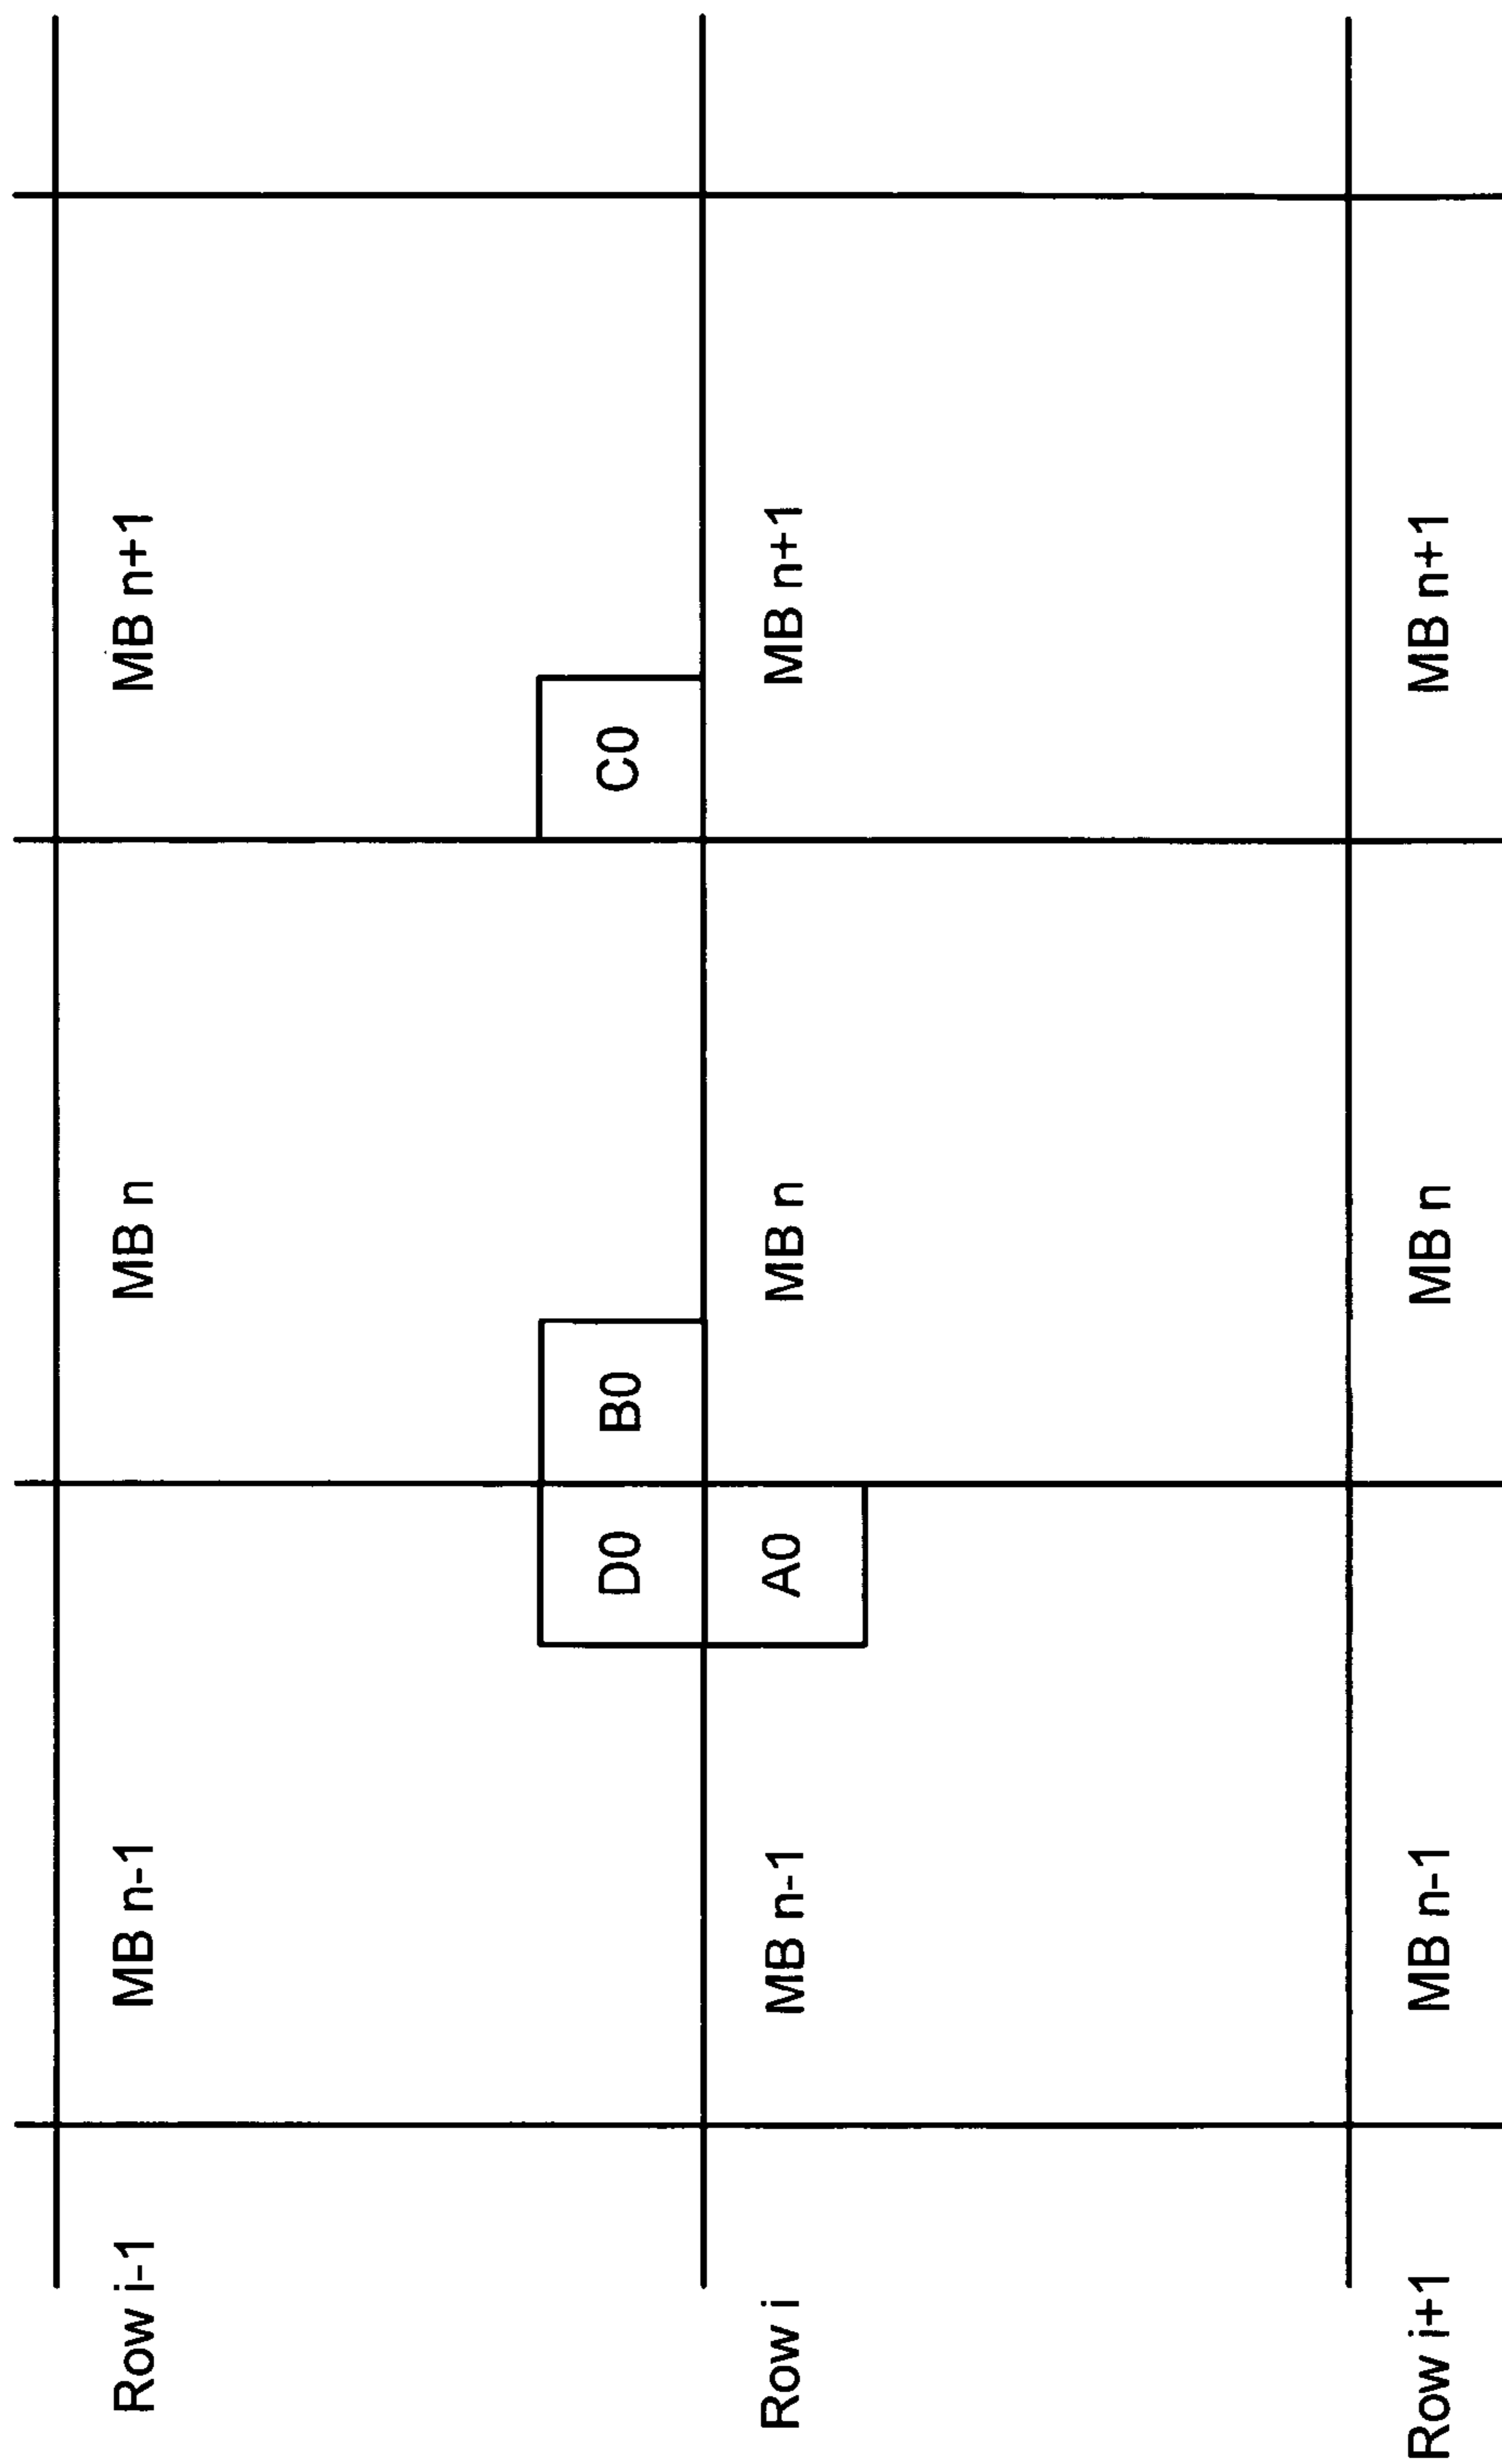 Row i-1 MB n-1 MB n MB n+1
D0 B0 C0
Row i MB n-1 MB n MB n+1
A0
Row i+1 MB n-1 MB n MB n+1